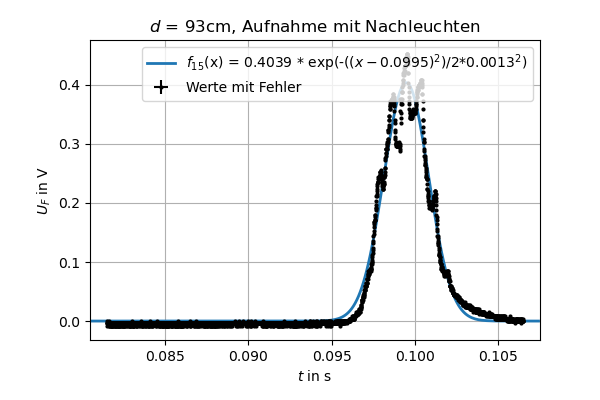 d = 93cm, Aufnahme mit Nachleuchten
f₁₅(x) = 0.4039 * exp(-((x − 0.0995)²)/2*0.0013²)
Werte mit Fehler
0.4
0.3
0.2
0.1
0.0
U_F in V
0.085 0.090 0.095 0.100 0.105
t in s